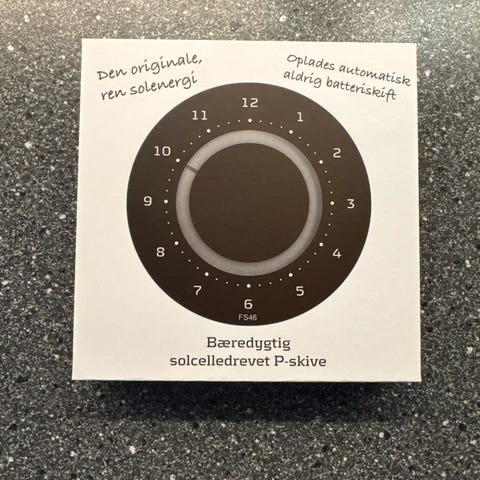 Den originale,
ren solenergi
Oplades automatisk
aldrig batteriskift
12
1
2
3
4
5
6
7
8
9
10
11
FS46
Bæredygtig
solcelledrevet P-skive